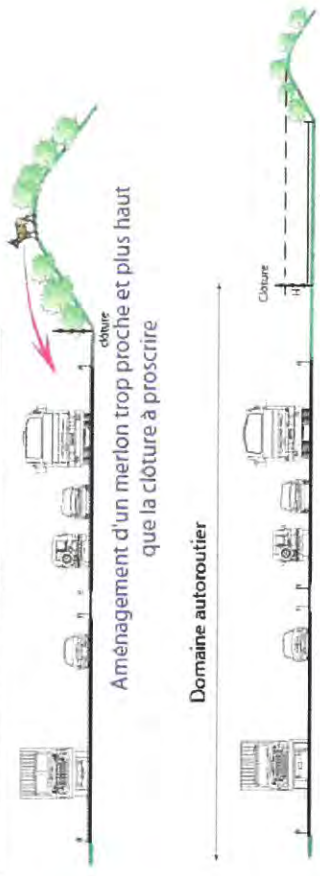 clôture
Aménagement d'un merlon trop proche et plus haut
que la clôture à proscrire
Domaine autoroutier
Clôture
H